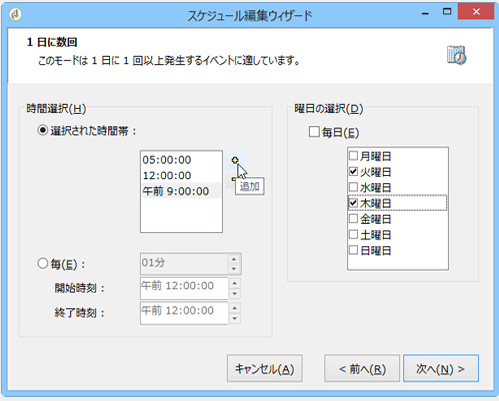 スケジュール編集ウィザード
1 日に数回
このモードは 1 日に 1 回以上発生するイベントに適しています。
時間選択(H)
選択された時間帯：
05:00:00
12:00:00
午前 9:00:00
追加
毎(E)：
01分
開始時刻：
午前 12:00:00
終了時刻：
午前 12:00:00
曜日の選択(D)
毎日(E)
月曜日
火曜日
水曜日
木曜日
金曜日
土曜日
日曜日
キャンセル(A)
< 前へ(R)
次へ(N) >